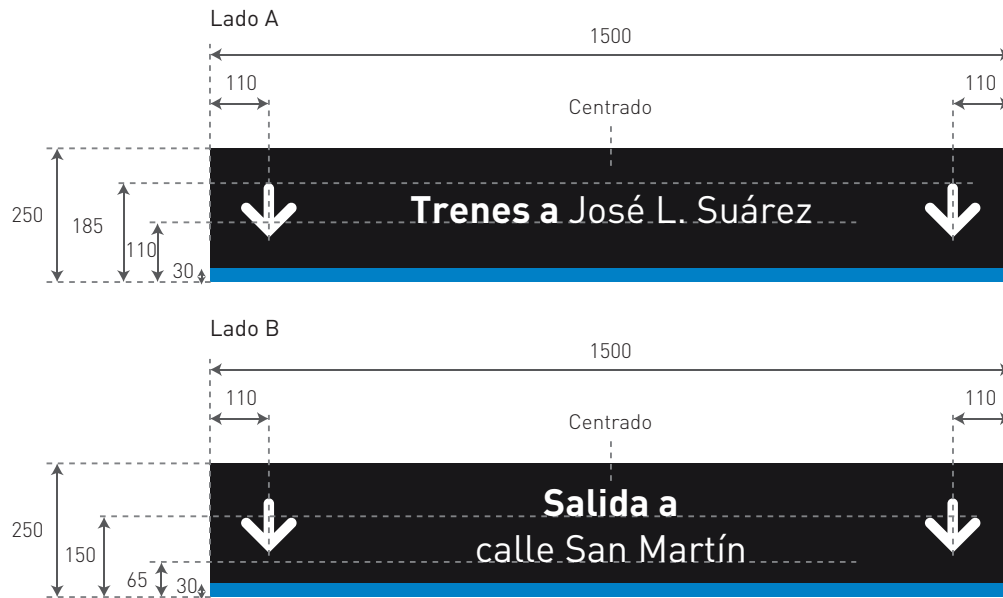 Lado A
1500
110
110
Centrado
250
185
110
30
Trenes a José L. Suárez
Lado B
1500
110
110
Centrado
250
150
65
30
Salida a
calle San Martín